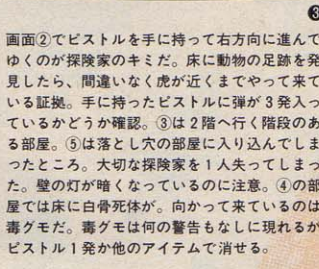 ❸
画面②でピストルを手に持って右方向に進んで
ゆくのが探険家のキミだ。床に動物の足跡を発
見したら、間違いなく虎が近くまでやって来て
いる証拠。手に持ったピストルに弾が3発入っ
ているかどうか確認。③は2階へ行く階段のあ
る部屋。⑤は落とし穴の部屋に入り込んでしま
ったところ。大切な探険家を1人失ってしまっ
た。壁の灯が暗くなっているのに注意。④の部
屋では床に白骨死体が。向かって来ているのは
毒グモだ。毒グモは何の警告もなしに現れるか
ピストル1発か他のアイテムで消せる。